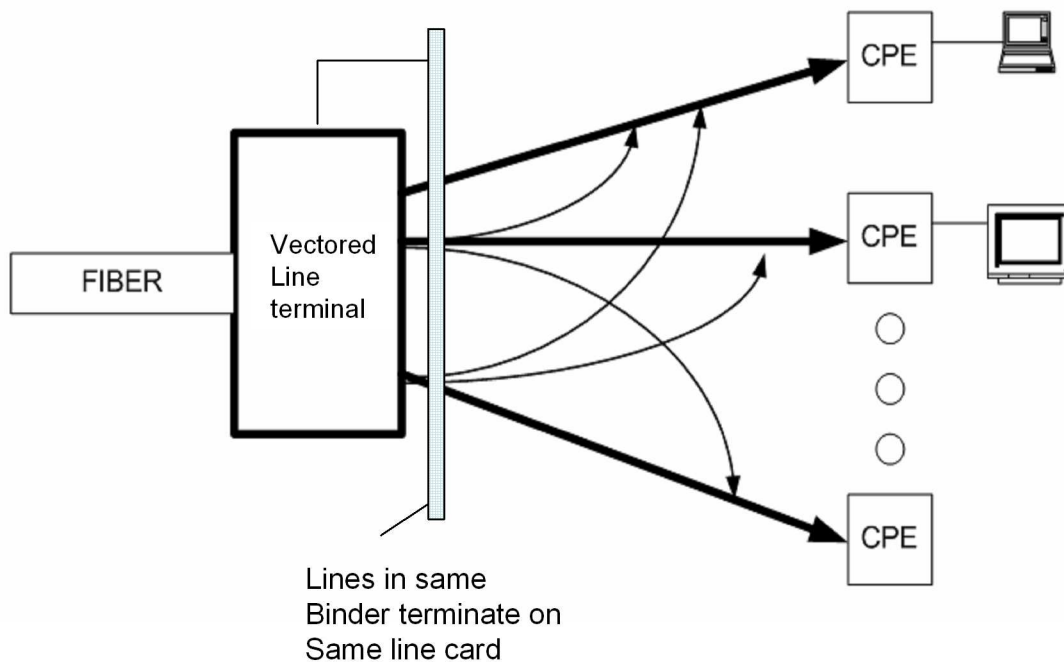 CPE
Vectored
Line
terminal
FIBER
CPE
CPE
Lines in same
Binder terminate on
Same line card